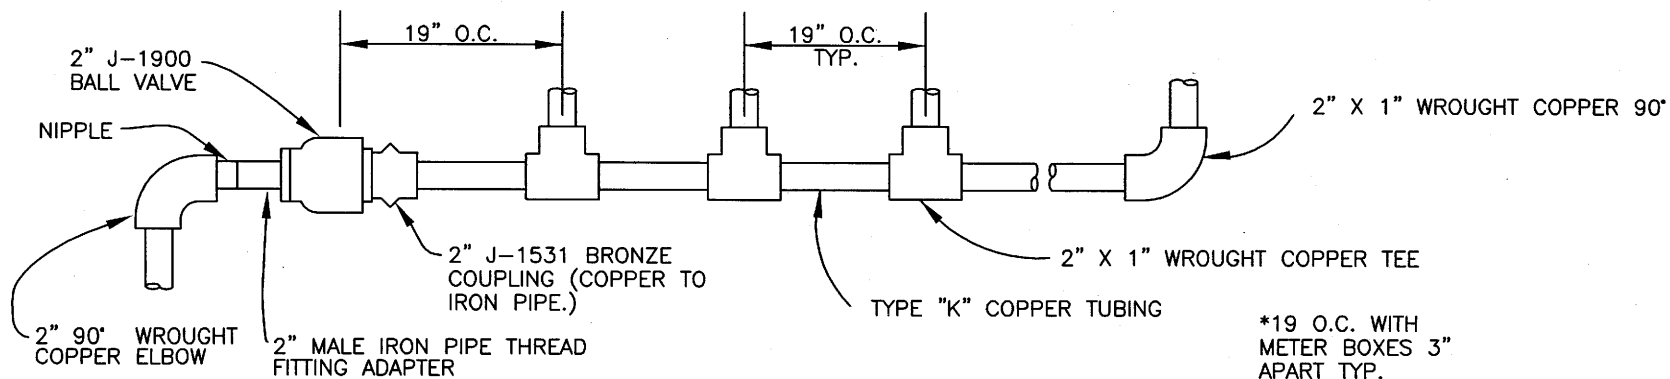 19" O.C.
19" O.C.
TYP.
2" J-1900
BALL VALVE
NIPPLE
2" X 1" WROUGHT COPPER 90°
2" J-1531 BRONZE
COUPLING (COPPER TO
IRON PIPE.)
2" X 1" WROUGHT COPPER TEE
TYPE "K" COPPER TUBING
2" 90° WROUGHT
COPPER ELBOW
2" MALE IRON PIPE THREAD
FITTING ADAPTER
*19 O.C. WITH
METER BOXES 3"
APART TYP.